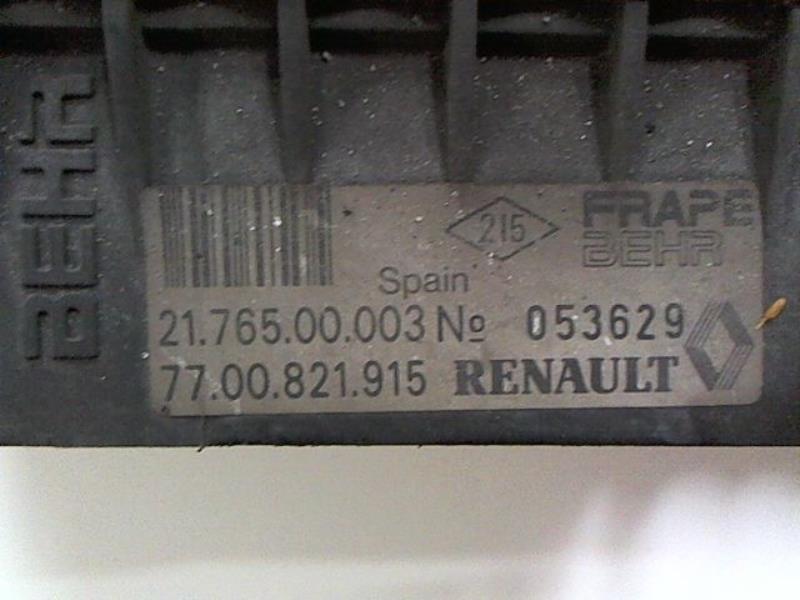 BEHR
215
FRAPE
BEHR
Spain
21.765.00.003 № 053629
77.00.821.915 RENAULT